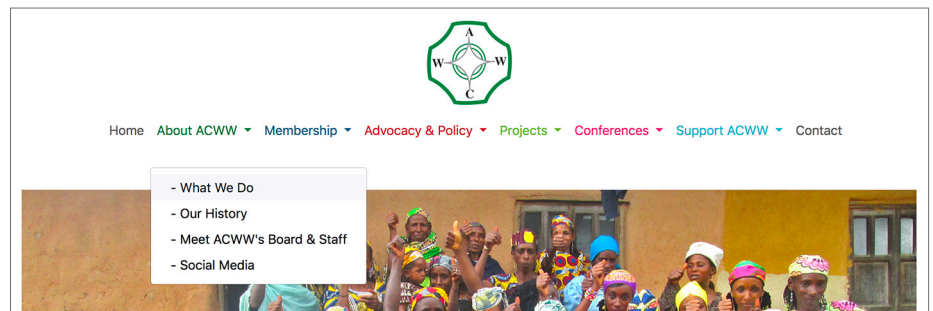 A
W W
C
Home About ACWW Membership Advocacy & Policy Projects Conferences Support ACWW Contact
- What We Do
- Our History
- Meet ACWW's Board & Staff
- Social Media